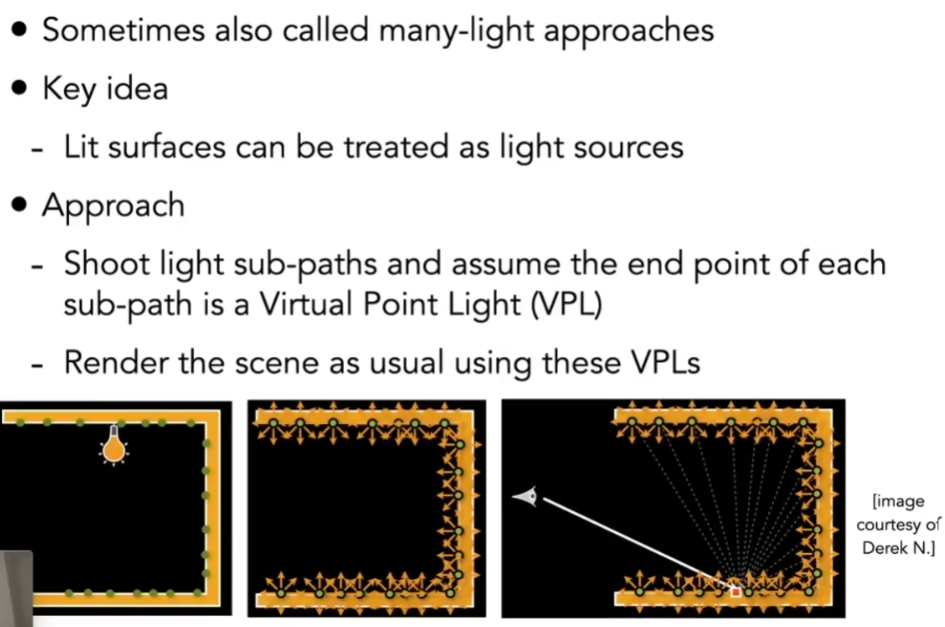 • Sometimes also called many-light approaches
• Key idea
- Lit surfaces can be treated as light sources
• Approach
- Shoot light sub-paths and assume the end point of each
sub-path is a Virtual Point Light (VPL)
- Render the scene as usual using these VPLs
[image
courtesy of
Derek N.]